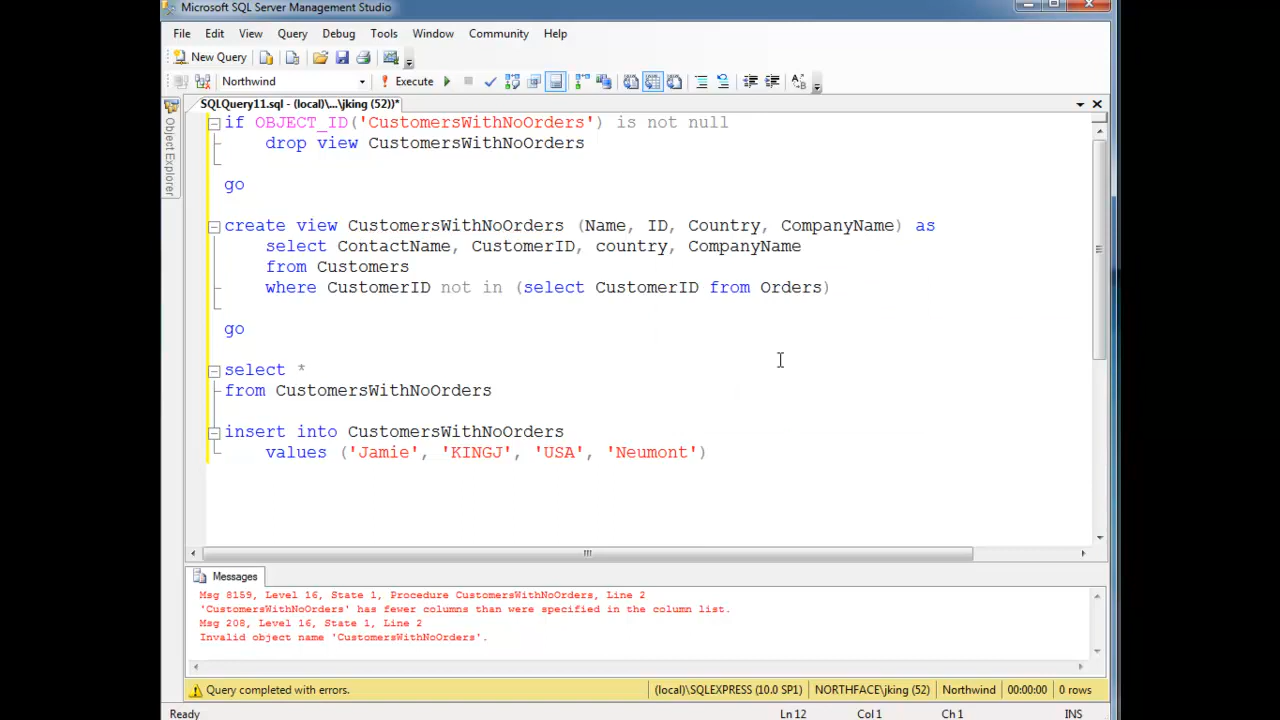 Microsoft SQL Server Management Studio
File Edit View Query Debug Tools Window Community Help
New Query
Northwind Execute
SQLQuery11.sql - (local)\...\jking (52))*
Object Explorer
if OBJECT_ID('CustomersWithNoOrders') is not null
drop view CustomersWithNoOrders
go
create view CustomersWithNoOrders (Name, ID, Country, CompanyName) as
select ContactName, CustomerID, country, CompanyName
from Customers
where CustomerID not in (select CustomerID from Orders)
go
select *
from CustomersWithNoOrders
insert into CustomersWithNoOrders
values ('Jamie', 'KINGJ', 'USA', 'Neumont')
Messages
Msg 8159, Level 16, State 1, Procedure CustomersWithNoOrders, Line 2
'CustomersWithNoOrders' has fewer columns than were specified in the column list.
Msg 208, Level 16, State 1, Line 2
Invalid object name 'CustomersWithNoOrders'.
Query completed with errors. (local)\SQLEXPRESS (10.0 SP1) NORTHFACE\jking (52) Northwind 00:00:00 0 rows
Ready Ln 12 Col 1 Ch 1 INS